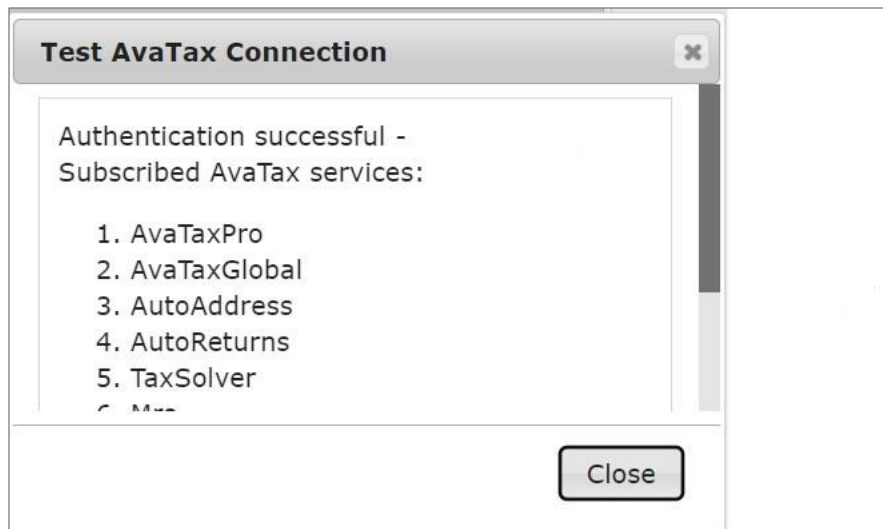 Test AvaTax Connection
Authentication successful -
Subscribed AvaTax services:
1. AvaTaxPro
2. AvaTaxGlobal
3. AutoAddress
4. AutoReturns
5. TaxSolver
Close